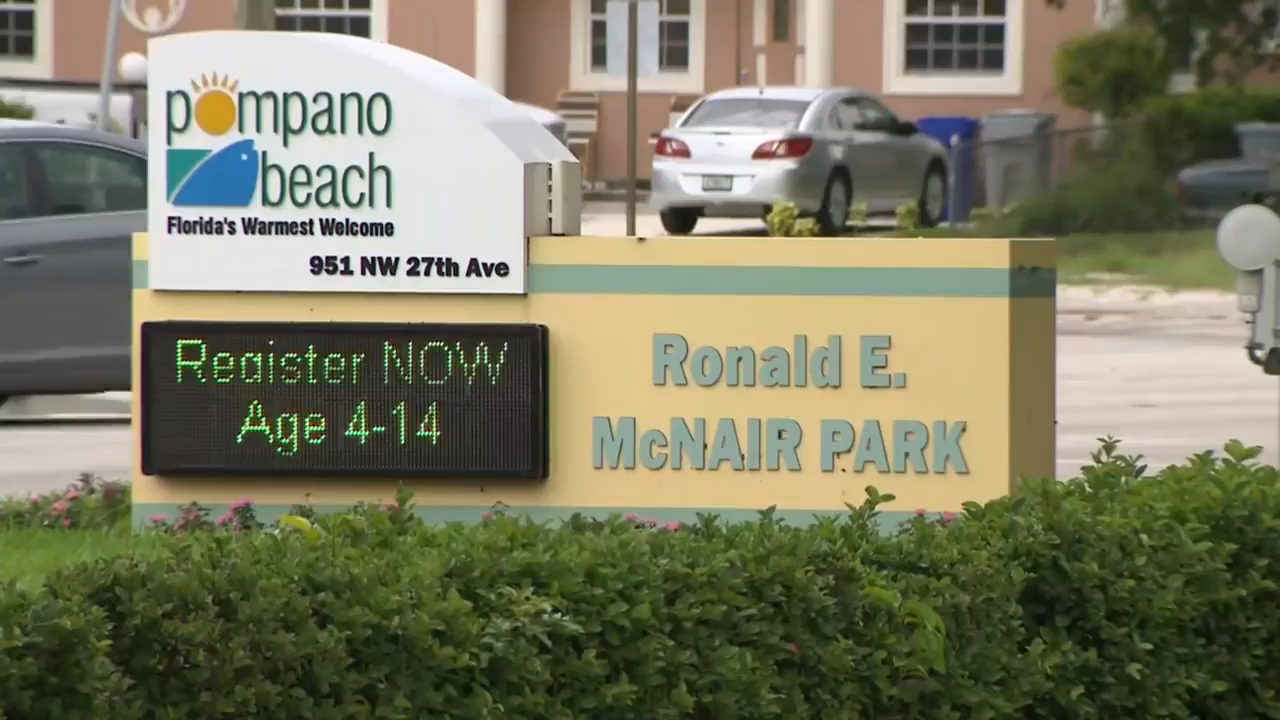 pompano
beach
Florida's Warmest Welcome
951 NW 27th Ave
Register NOW
Age 4-14
Ronald E.
McNAIR PARK